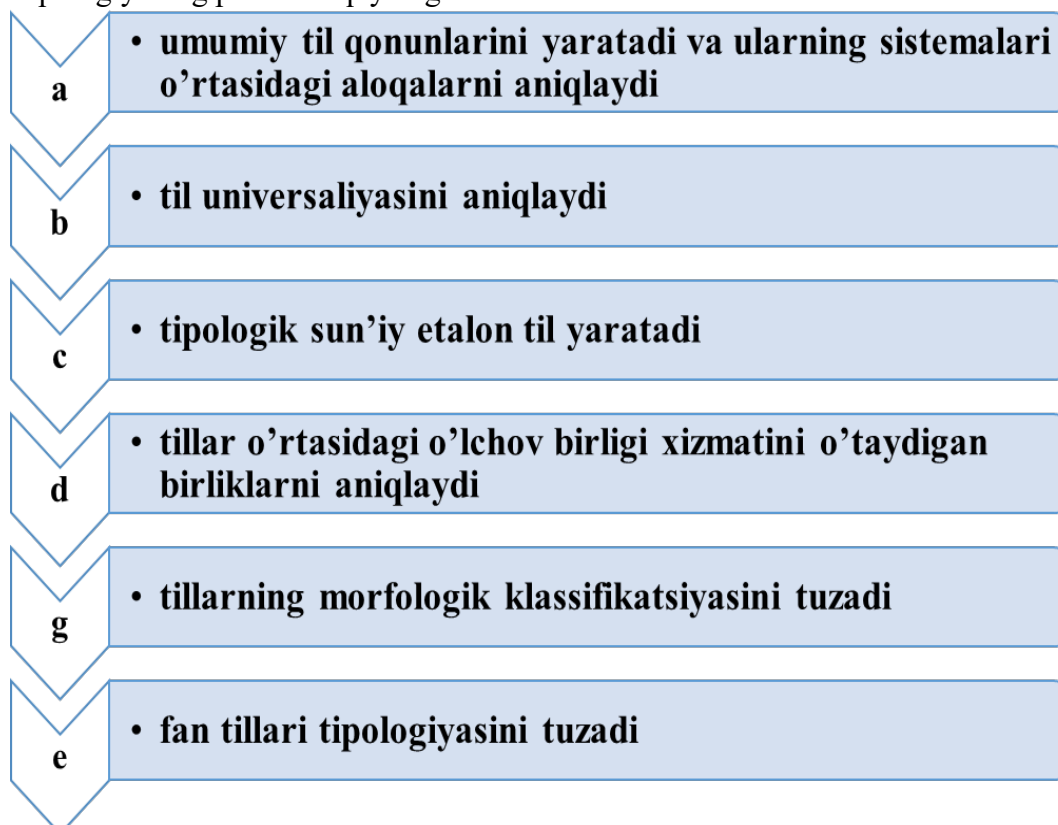 a
• umumiy til qonunlarini yaratadi va ularning sistemalari
o’rtasidagi aloqalarni aniqlaydi
b
• til universaliyasini aniqlaydi
c
• tipologik sun’iy etalon til yaratadi
d
• tillar o’rtasidagi o’lchov birligi xizmatini o’taydigan
birliklarni aniqlaydi
g
• tillarning morfologik klassifikatsiyasini tuzadi
e
• fan tillari tipologiyasini tuzadi